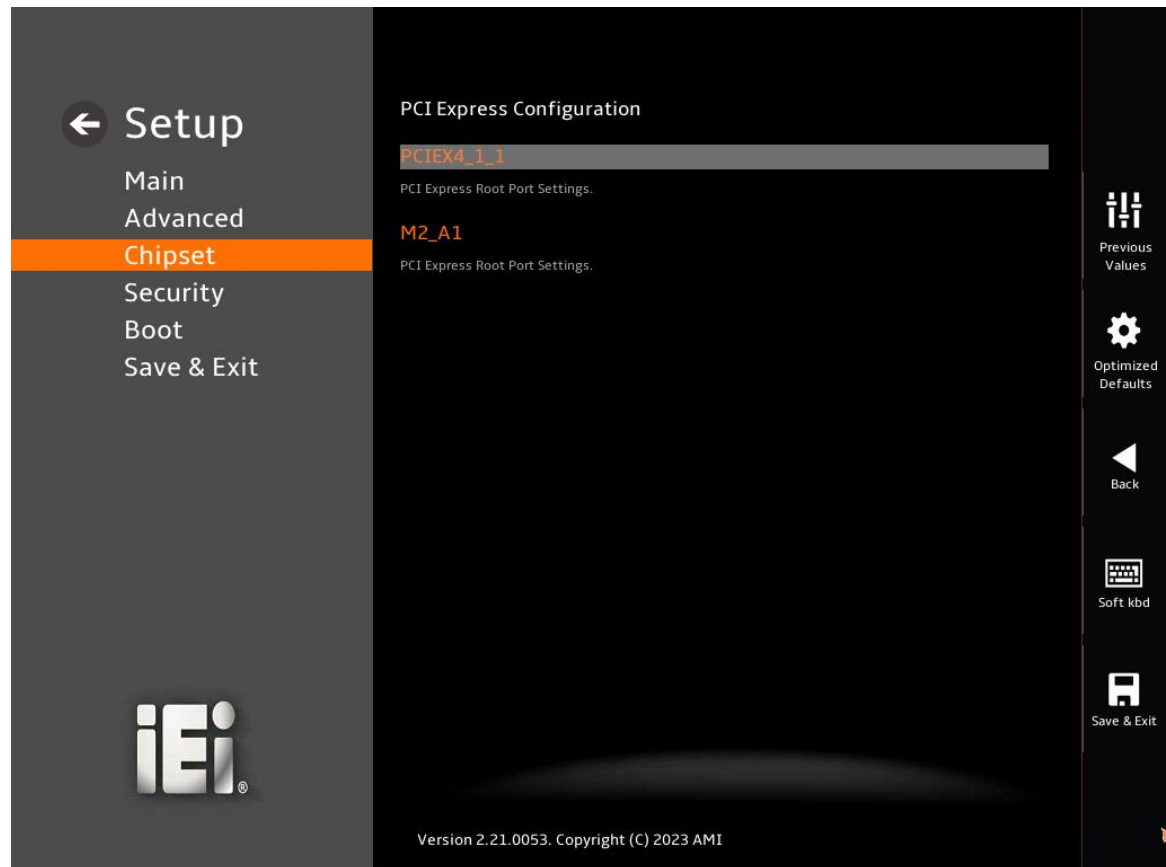 Setup
Main
Advanced
Chipset
Security
Boot
Save & Exit
iEi®
PCI Express Configuration
PCIEX4_1_1
PCI Express Root Port Settings.
M2_A1
PCI Express Root Port Settings.
Version 2.21.0053. Copyright (C) 2023 AMI
Previous
Values
Optimized
Defaults
Back
Soft kbd
Save & Exit